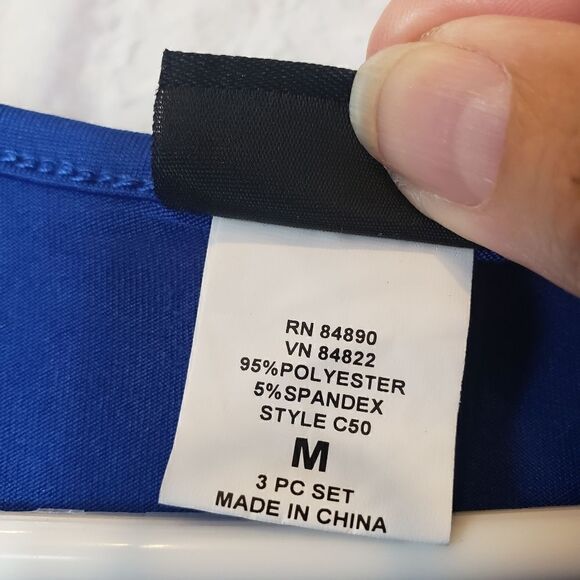 RN 84890
VN 84822
95%POLYESTER
5%SPANDEX
STYLE C50
M
3 PC SET
MADE IN CHINA